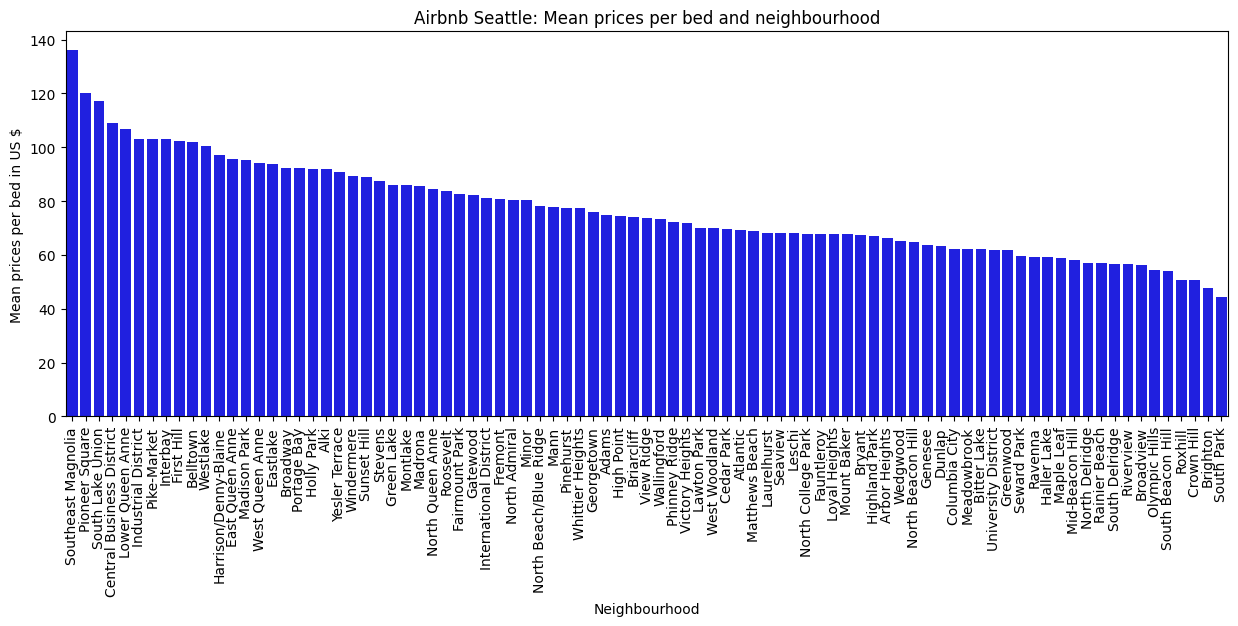 Airbnb Seattle: Mean prices per bed and neighbourhood
Mean prices per bed in US $
140
120
100
80
60
40
20
0
Southeast Magnolia
Pioneer Square
South Lake Union
Central Business District
Lower Queen Anne
Industrial District
Pike-Market
Interbay
First Hill
Belltown
Westlake
Harrison/Denny-Blaine
East Queen Anne
Madison Park
West Queen Anne
Eastlake
Broadway
Portage Bay
Holly Park
Alki
Yesler Terrace
Windermere
Sunset Hill
Stevens
Green Lake
Montlake
Madrona
North Queen Anne
Roosevelt
Fairmount Park
Gatewood
International District
Fremont
North Admiral
Minor
North Beach/Blue Ridge
Mann
Pinehurst
Whittier Heights
Georgetown
Adams
High Point
Briarcliff
View Ridge
Wallingford
Phinney Ridge
Victory Heights
Lawton Park
West Woodland
Cedar Park
Atlantic
Matthews Beach
Laurelhurst
Seaview
Leschi
North College Park
Fauntleroy
Loyal Heights
Mount Baker
Bryant
Highland Park
Arbor Heights
Wedgwood
North Beacon Hill
Genesee
Dunlap
Columbia City
Meadowbrook
Bitter Lake
University District
Greenwood
Seward Park
Ravenna
Haller Lake
Maple Leaf
Mid-Beacon Hill
North Delridge
Rainier Beach
South Delridge
Riverview
Broadview
Olympic Hills
South Beacon Hill
Roxhill
Crown Hill
Brighton
South Park
Neighbourhood